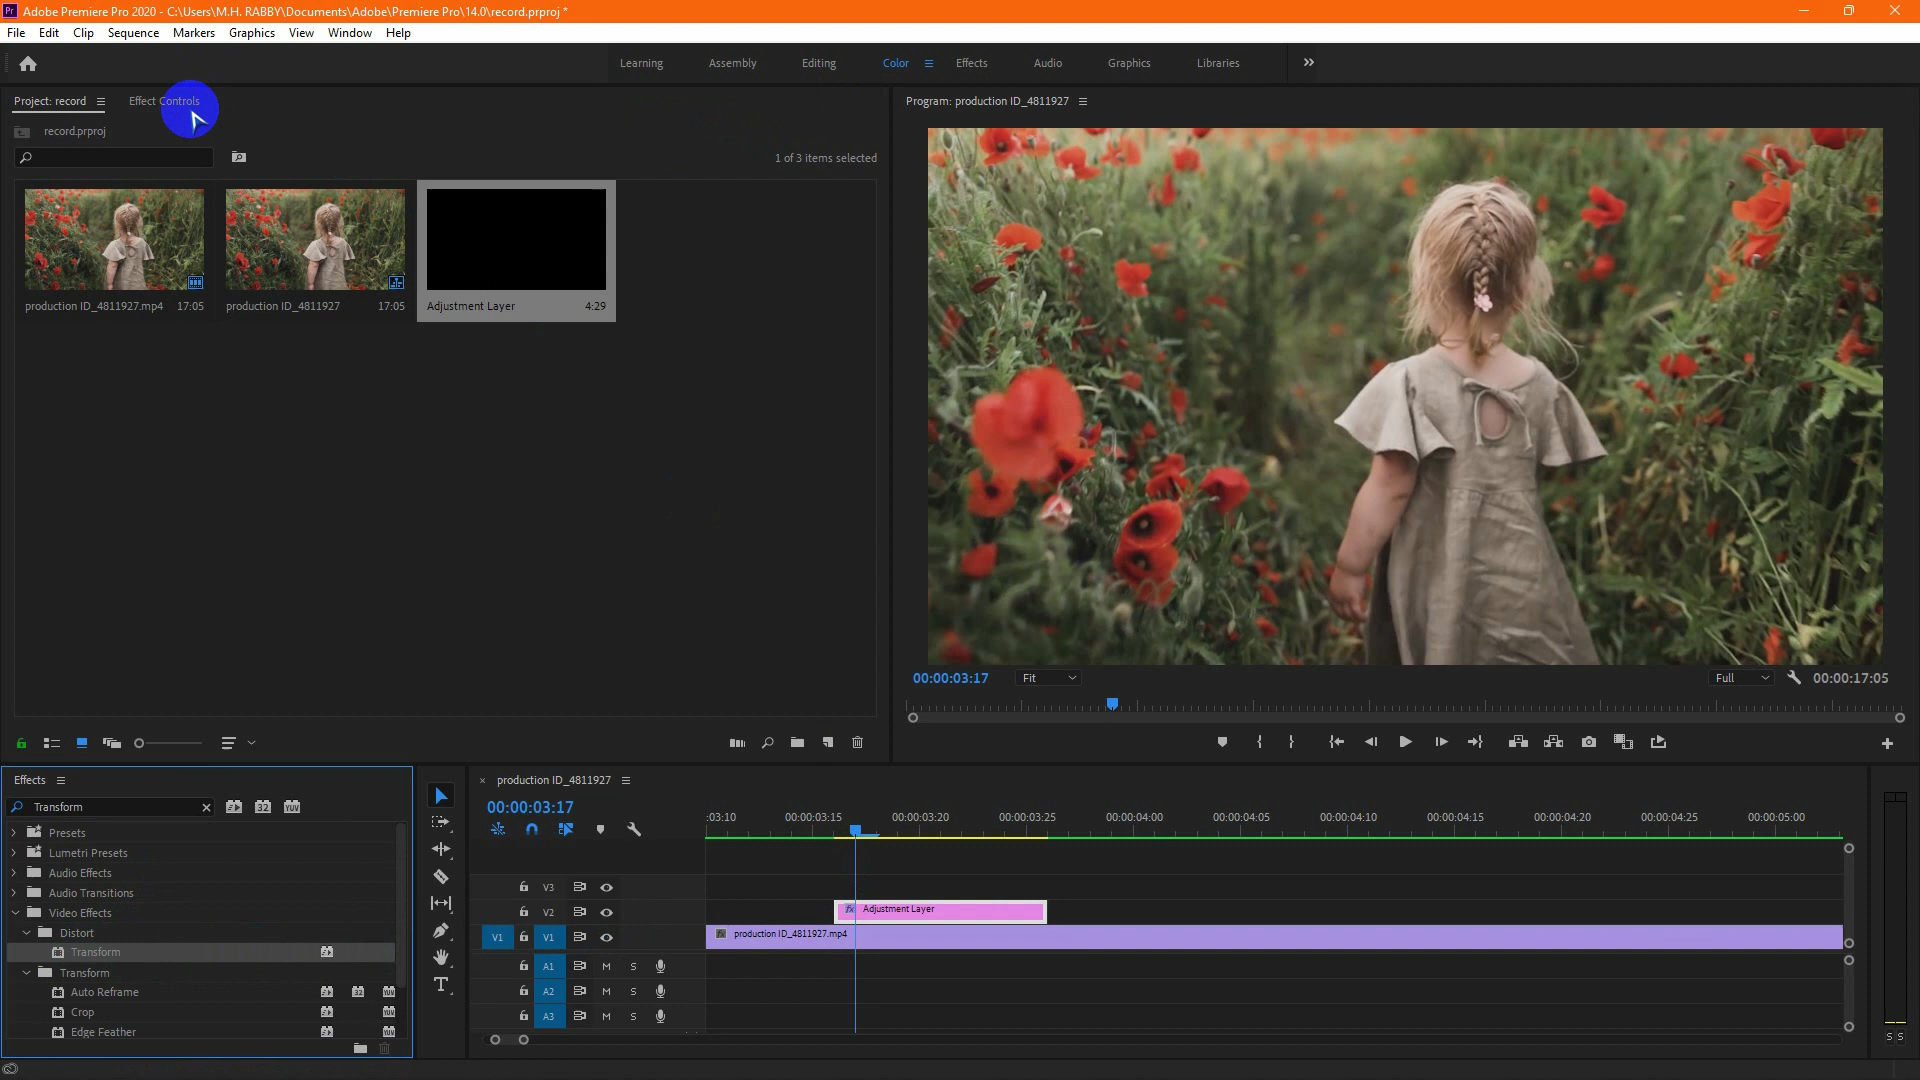 Adobe Premiere Pro 2020 - C:\Users\M.H. RABBY\Documents\Adobe\Premiere Pro\14.0\record.prproj *
File Edit Clip Sequence Markers Graphics View Window Help
Learning Assembly Editing Color Effects Audio Graphics Libraries
Project: record Effect Controls
Program: production ID_4811927
record.prproj
1 of 3 items selected
production ID_4811927.mp4 17:05
production ID_4811927 17:05
Adjustment Layer 4:29
00:00:03:17 Fit Full 00:00:17:05
Effects
Transform
32 YUV
Presets
Lumetri Presets
Audio Effects
Audio Transitions
Video Effects
Distort
Transform
Transform
Auto Reframe
Crop
Edge Feather
production ID_4811927
00:00:03:17
:03:10 00:00:03:15 00:00:03:20 00:00:03:25 00:00:04:00 00:00:04:05 00:00:04:10 00:00:04:15 00:00:04:20 00:00:04:25 00:00:05:00
V3
V2 fx Adjustment Layer
V1 V1 fx production ID_4811927.mp4
A1 M S
A2 M S
A3 M S
S S